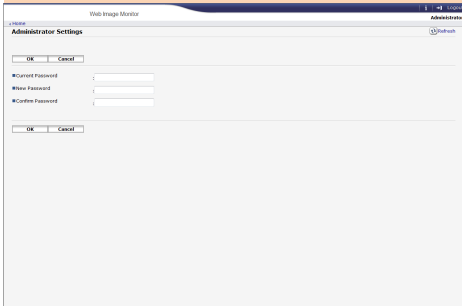 Logout
Web Image Monitor
Administrator
Home
Administrator Settings
Refresh
OK Cancel
Current Password :
New Password :
Confirm Password :
OK Cancel